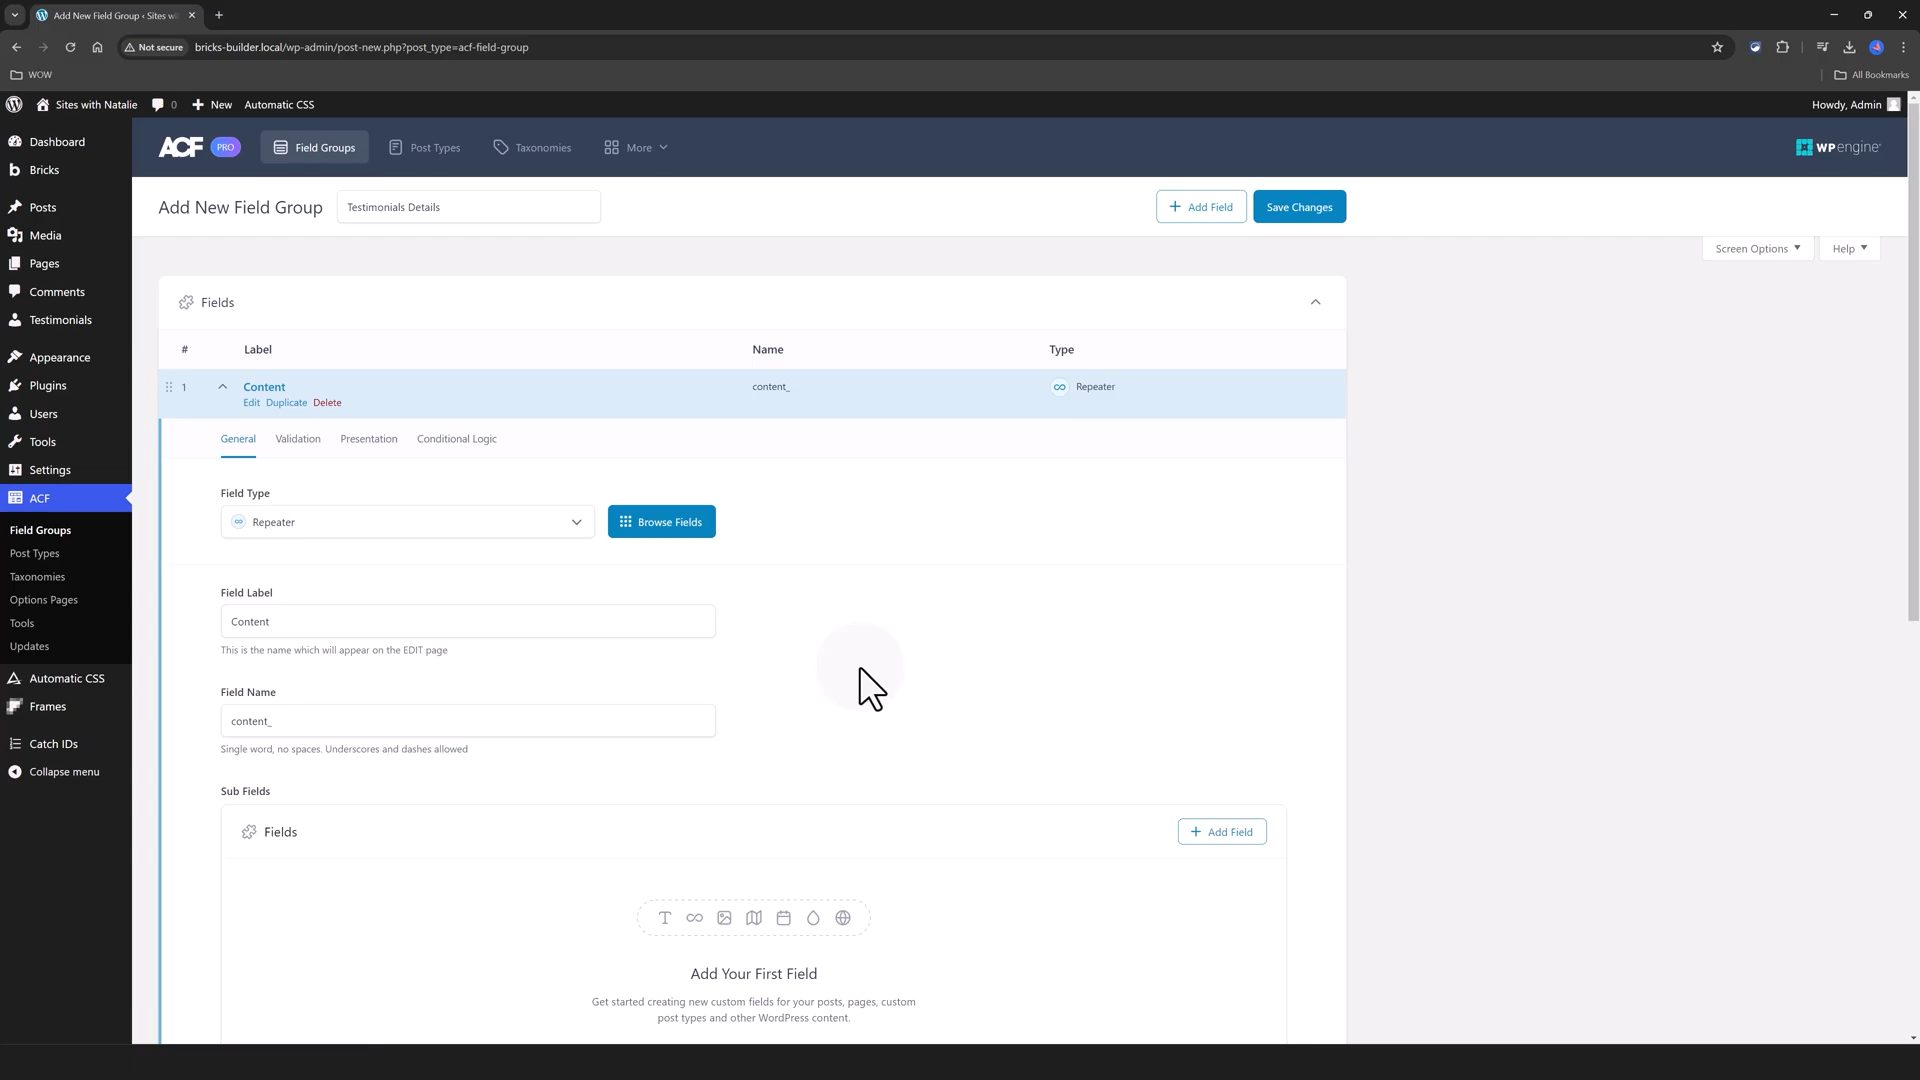 Add New Field Group ‹ Sites wi
Not secure
bricks-builder.local/wp-admin/post-new.php?post_type=acf-field-group
WOW
All Bookmarks
Sites with Natalie
0
New
Automatic CSS
Howdy, Admin
Dashboard
Bricks
Posts
Media
Pages
Comments
Testimonials
Appearance
Plugins
Users
Tools
Settings
ACF
Field Groups
Post Types
Taxonomies
Options Pages
Tools
Updates
Automatic CSS
Frames
Catch IDs
Collapse menu
ACF PRO
Field Groups
Post Types
Taxonomies
More
WP engine
Add New Field Group
Testimonials Details
Add Field
Save Changes
Screen Options
Help
Fields
# Label Name Type
1 Content content_ Repeater
Edit Duplicate Delete
General Validation Presentation Conditional Logic
Field Type
Repeater
Browse Fields
Field Label
Content
This is the name which will appear on the EDIT page
Field Name
content_
Single word, no spaces. Underscores and dashes allowed
Sub Fields
Fields
Add Field
Add Your First Field
Get started creating new custom fields for your posts, pages, custom
post types and other WordPress content.